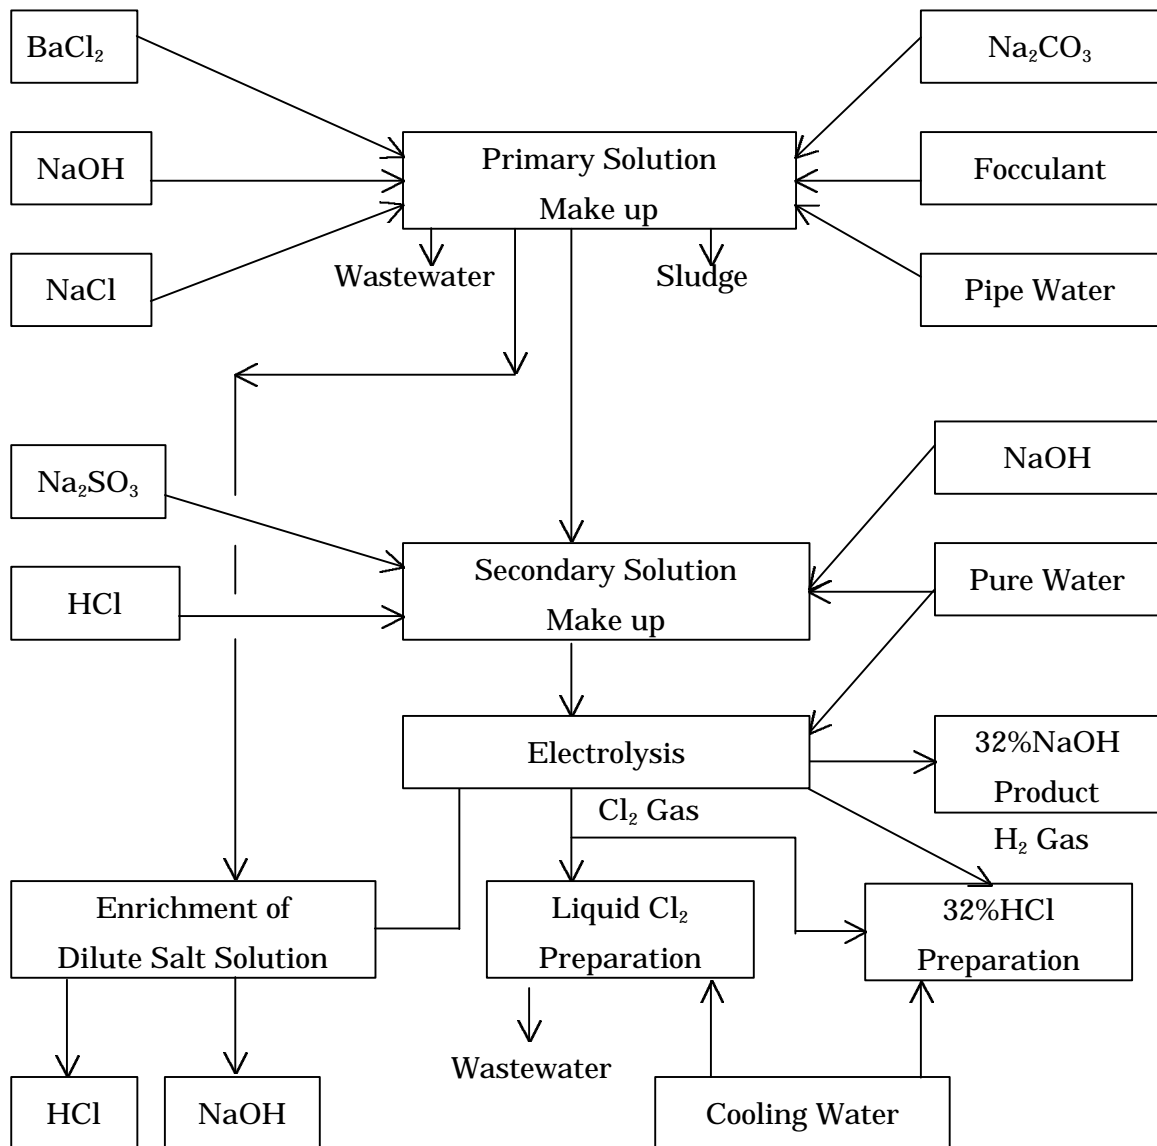 BaCl₂
Na₂CO₃
NaOH
Primary Solution
Make up
Focculant
NaCl
Wastewater
Sludge
Pipe Water
Na₂SO₃
NaOH
HCl
Secondary Solution
Make up
Pure Water
Electrolysis
32%NaOH
Product
Cl₂ Gas
H₂ Gas
Enrichment of
Dilute Salt Solution
Liquid Cl₂
Preparation
32%HCl
Preparation
Wastewater
HCl
NaOH
Cooling Water